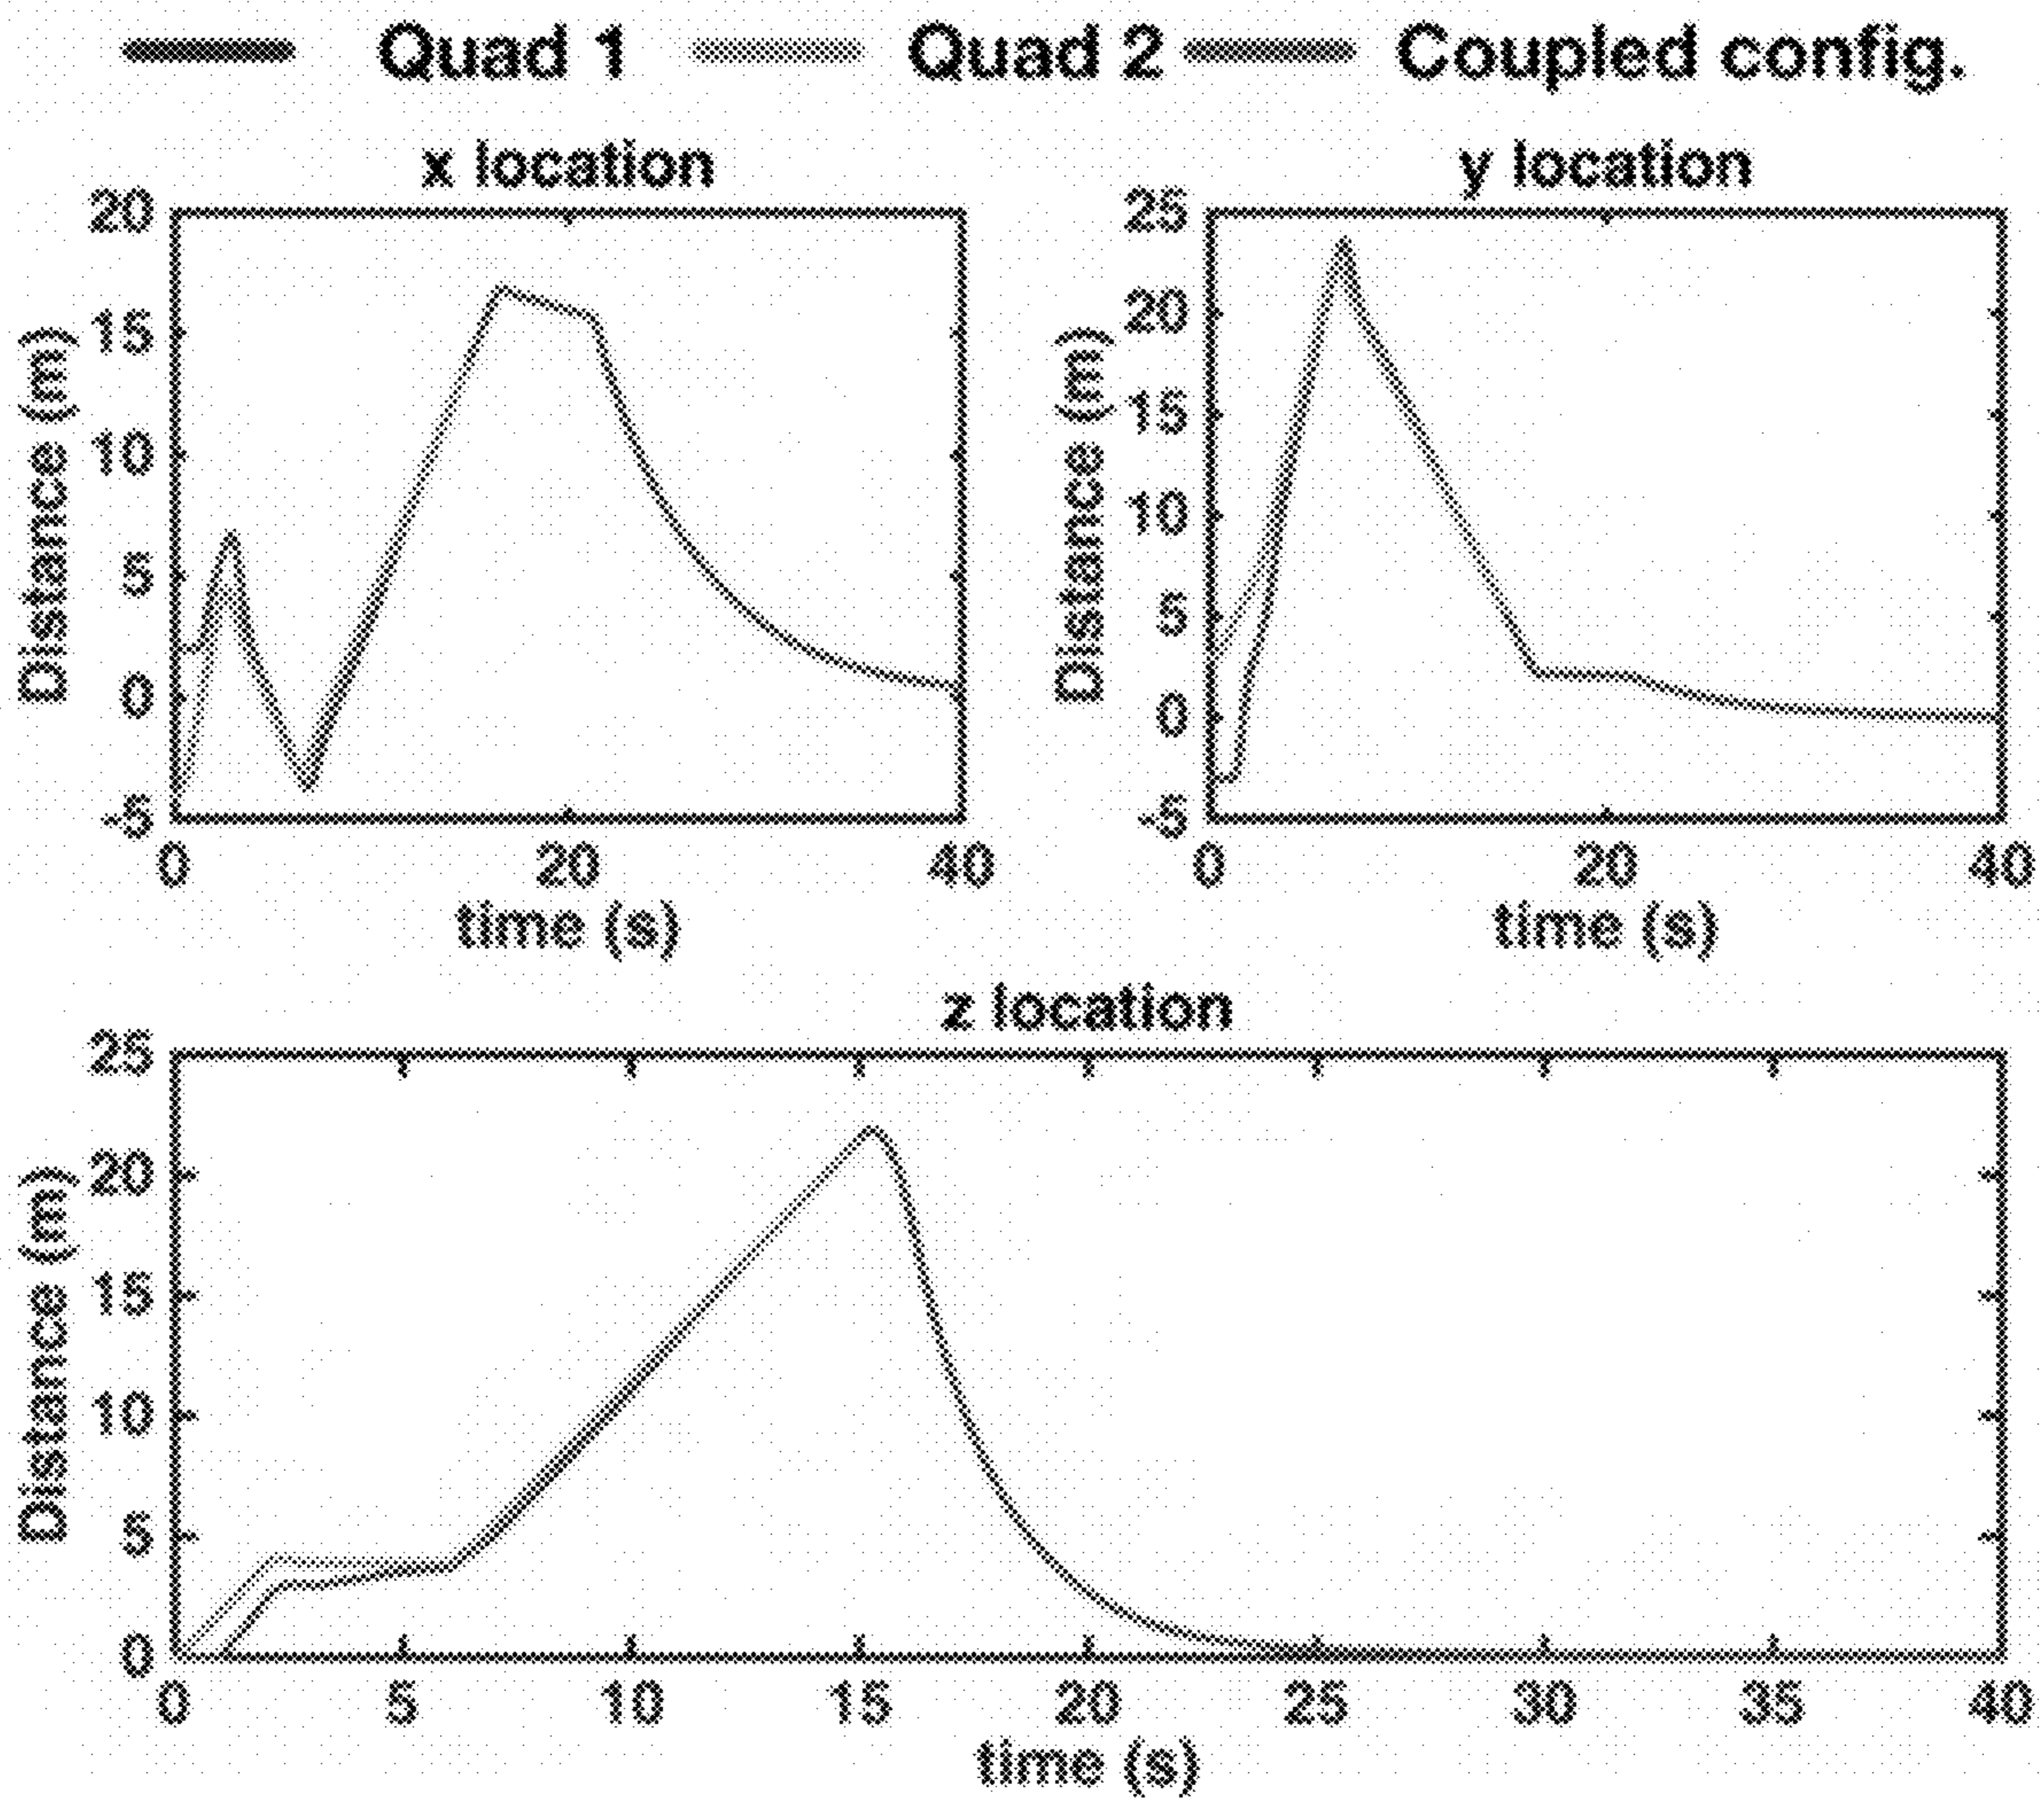 Quad 1 Quad 2 Coupled config.
x location
20
15
10
5
0
-5
Distance (m)
0 20 40
time (s)
y location
25
20
15
10
5
0
-5
Distance (m)
0 20 40
time (s)
z location
25
20
15
10
5
0
Distance (m)
0 5 10 15 20 25 30 35 40
time (s)